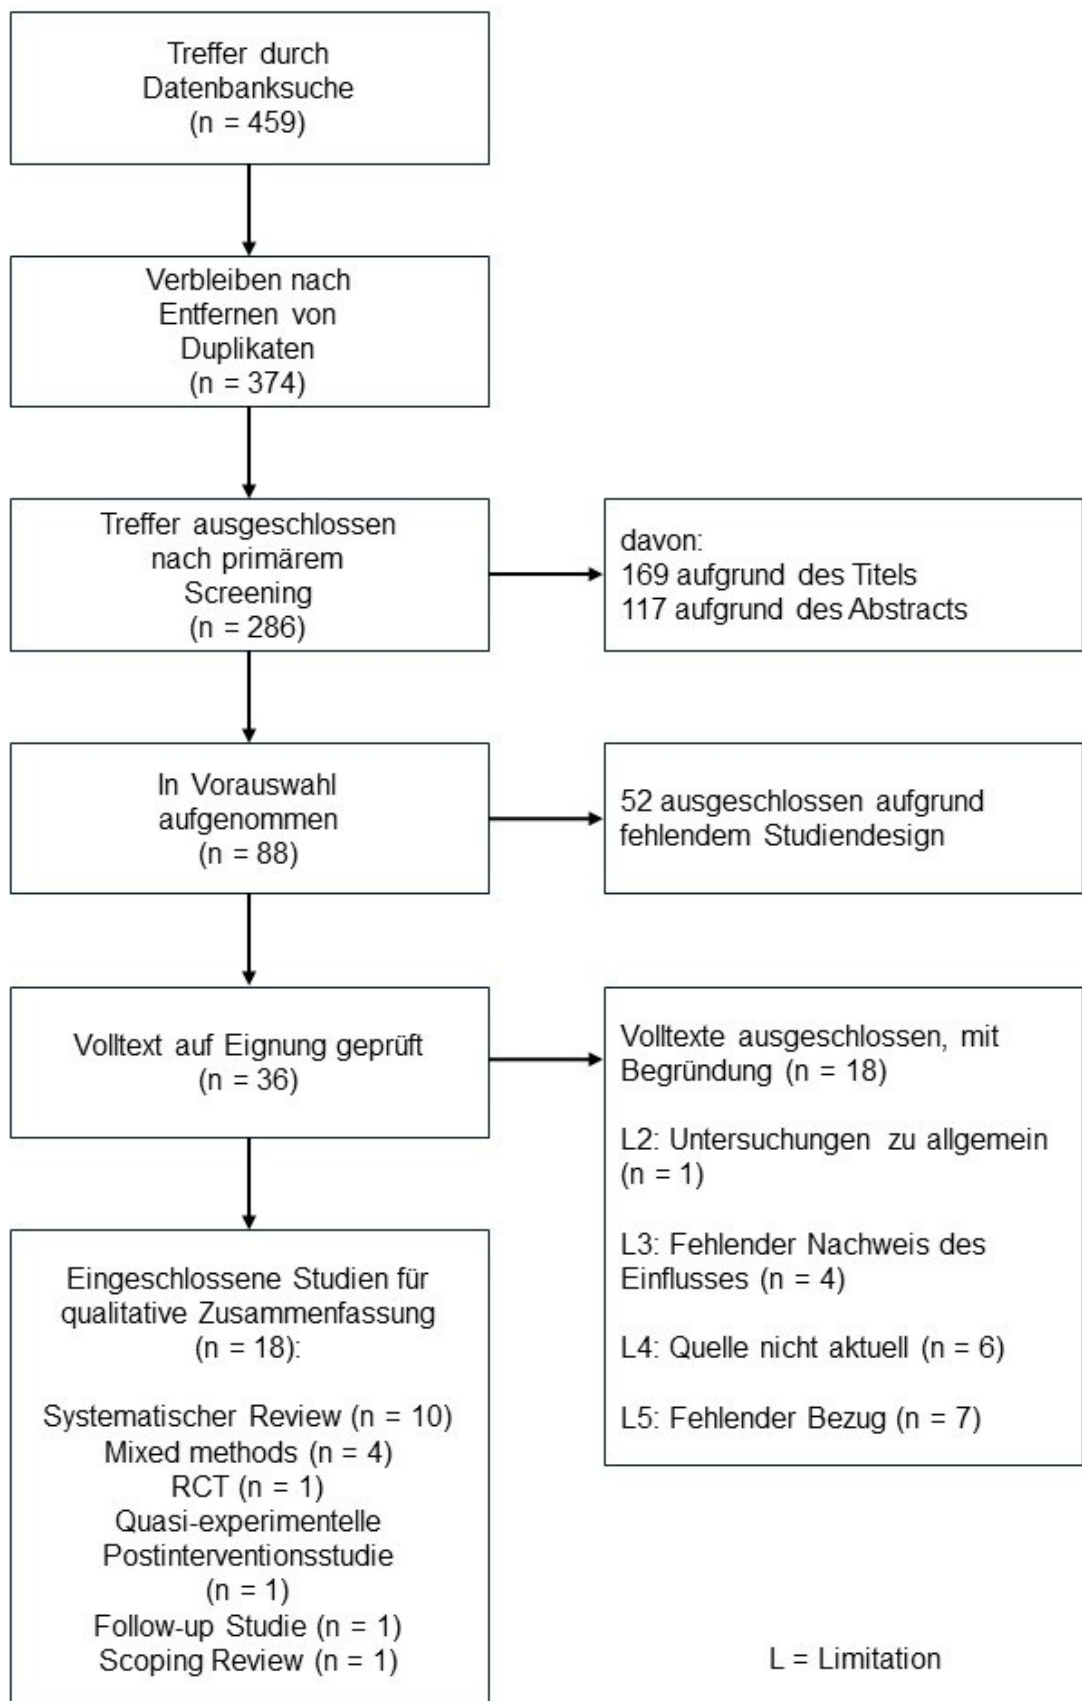 Treffer durch
Datenbanksuche
(n = 459)
Verbleiben nach
Entfernen von
Duplikaten
(n = 374)
Treffer ausgeschlossen
nach primärem
Screening
(n = 286)
davon:
169 aufgrund des Titels
117 aufgrund des Abstracts
In Vorauswahl
aufgenommen
(n = 88)
52 ausgeschlossen aufgrund
fehlendem Studiendesign
Volltext auf Eignung geprüft
(n = 36)
Volltexte ausgeschlossen, mit
Begründung (n = 18)
L2: Untersuchungen zu allgemein
(n = 1)
L3: Fehlender Nachweis des
Einflusses (n = 4)
L4: Quelle nicht aktuell (n = 6)
L5: Fehlender Bezug (n = 7)
Eingeschlossene Studien für
qualitative Zusammenfassung
(n = 18):
Systematischer Review (n = 10)
Mixed methods (n = 4)
RCT (n = 1)
Quasi-experimentelle
Postinterventionsstudie
(n = 1)
Follow-up Studie (n = 1)
Scoping Review (n = 1)
L = Limitation